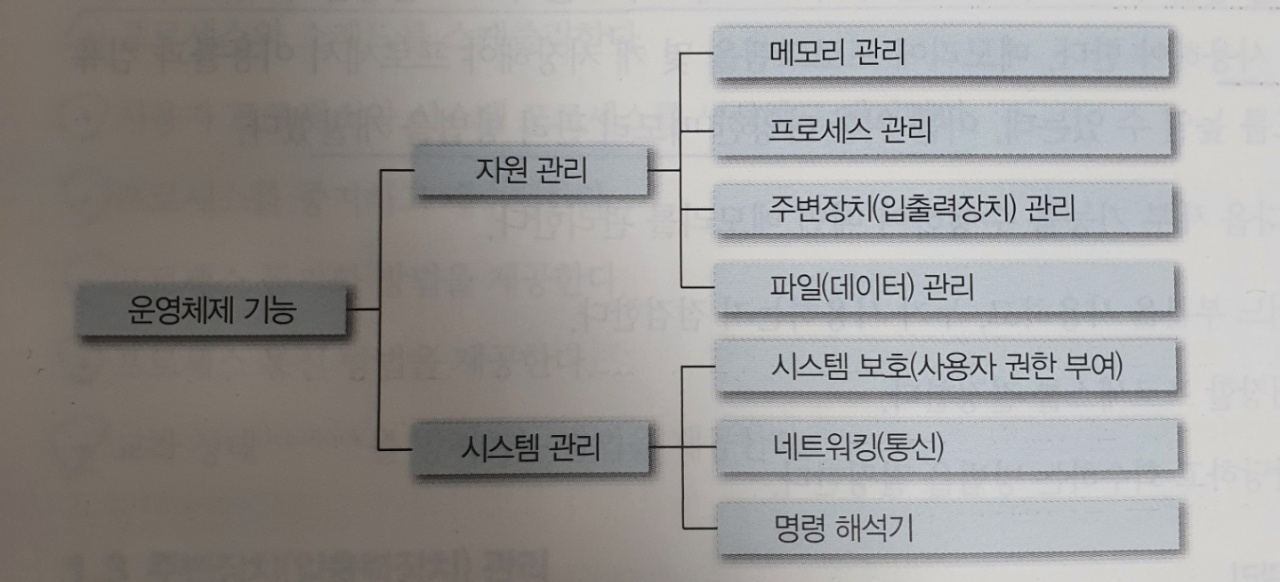 메모리 관리
프로세스 관리
자원 관리
주변장치(입출력장치) 관리
파일(데이터) 관리
운영체제 기능
시스템 보호(사용자 권한 부여)
시스템 관리
네트워킹(통신)
명령 해석기